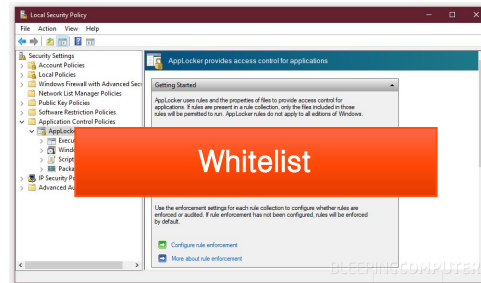 Local Security Policy
File Action View Help
Security Settings
Account Policies
Local Policies
Windows Firewall with Advanced Secu
Network List Manager Policies
Public Key Policies
Software Restriction Policies
Application Control Policies
AppLocke
Execu
Windo
Script
Packa
IP Security Po
Advanced Au
AppLocker provides access control for applications
Getting Started
AppLocker uses rules and the properties of files to provide access control for
applications. If rules are present in a rule collection, only the files included in those
rules will be permitted to run. AppLocker rules do not apply to all editions of Windows.
Whitelist
Use the enforcement settings for each rule collection to configure whether rules are
enforced or audited. If rule enforcement has not been configured, rules will be enforced
by default.
Configure rule enforcement
More about rule enforcement
BLEEPINGCOMPUTER